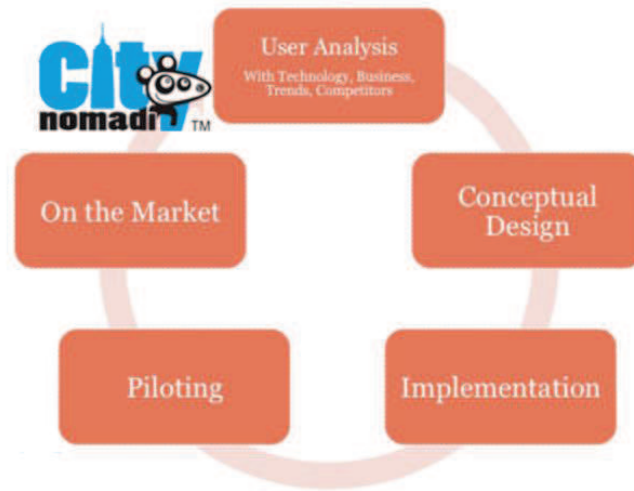 city
nomadi TM
User Analysis
With Technology, Business,
Trends, Competitors
Conceptual
Design
Implementation
Piloting
On the Market